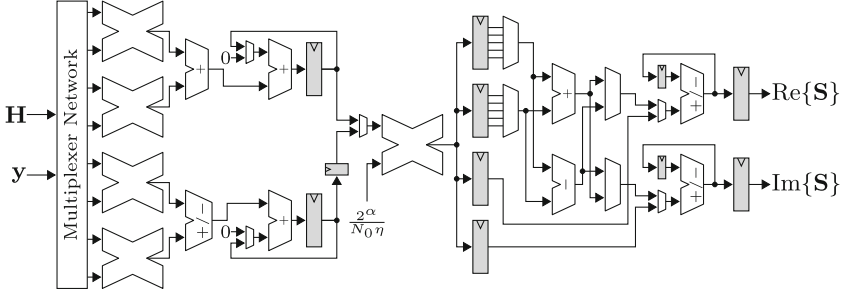 H
y
Multiplexer Network
+
- / +
0
+
0
+
2^α / N₀η
+
-
- / +
- / +
Re{S}
Im{S}